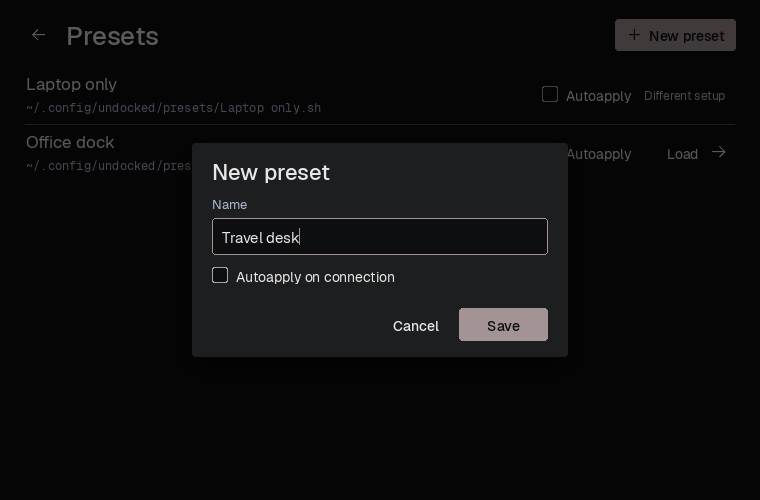 Presets
New preset
Laptop only
~/.config/undocked/presets/Laptop only.sh
Autoapply
Different setup
Office dock
~/.config/undocked/pres
Autoapply
Load
New preset
Name
Travel desk
Autoapply on connection
Cancel
Save